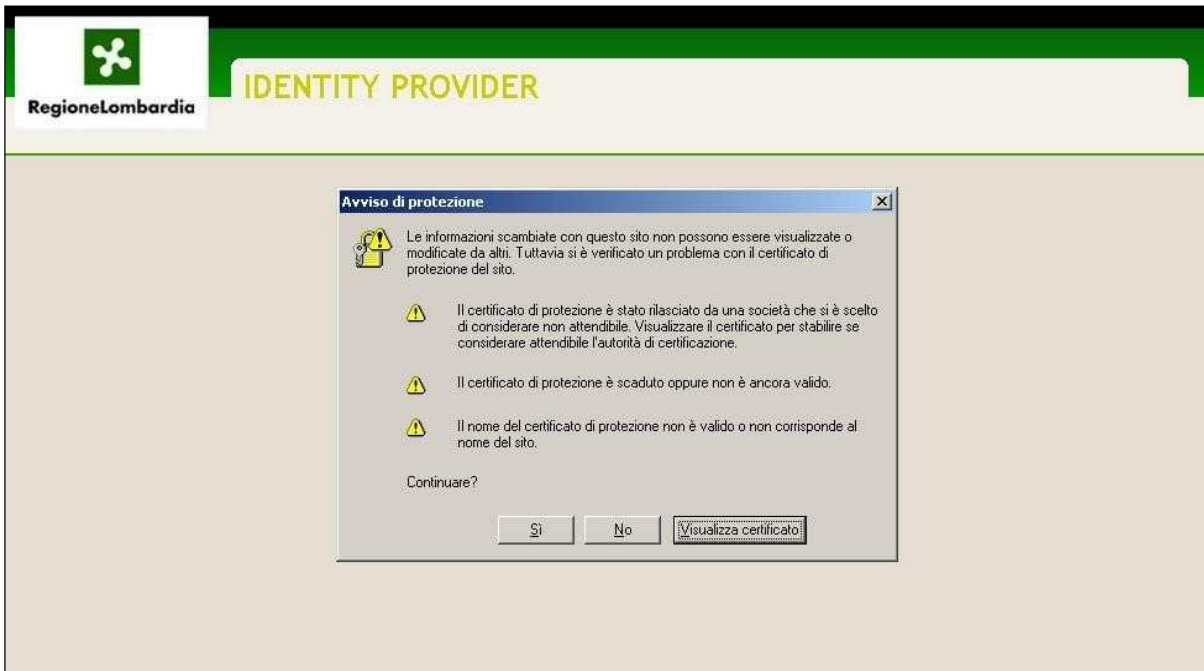 IDENTITY PROVIDER
RegioneLombardia
Avviso di protezione
Le informazioni scambiate con questo sito non possono essere visualizzate o
modificate da altri. Tuttavia si è verificato un problema con il certificato di
protezione del sito.
Il certificato di protezione è stato rilasciato da una società che si è scelto
di considerare non attendibile. Visualizzare il certificato per stabilire se
considerare attendibile l'autorità di certificazione.
Il certificato di protezione è scaduto oppure non è ancora valido.
Il nome del certificato di protezione non è valido o non corrisponde al
nome del sito.
Continuare?
Sì No Visualizza certificato